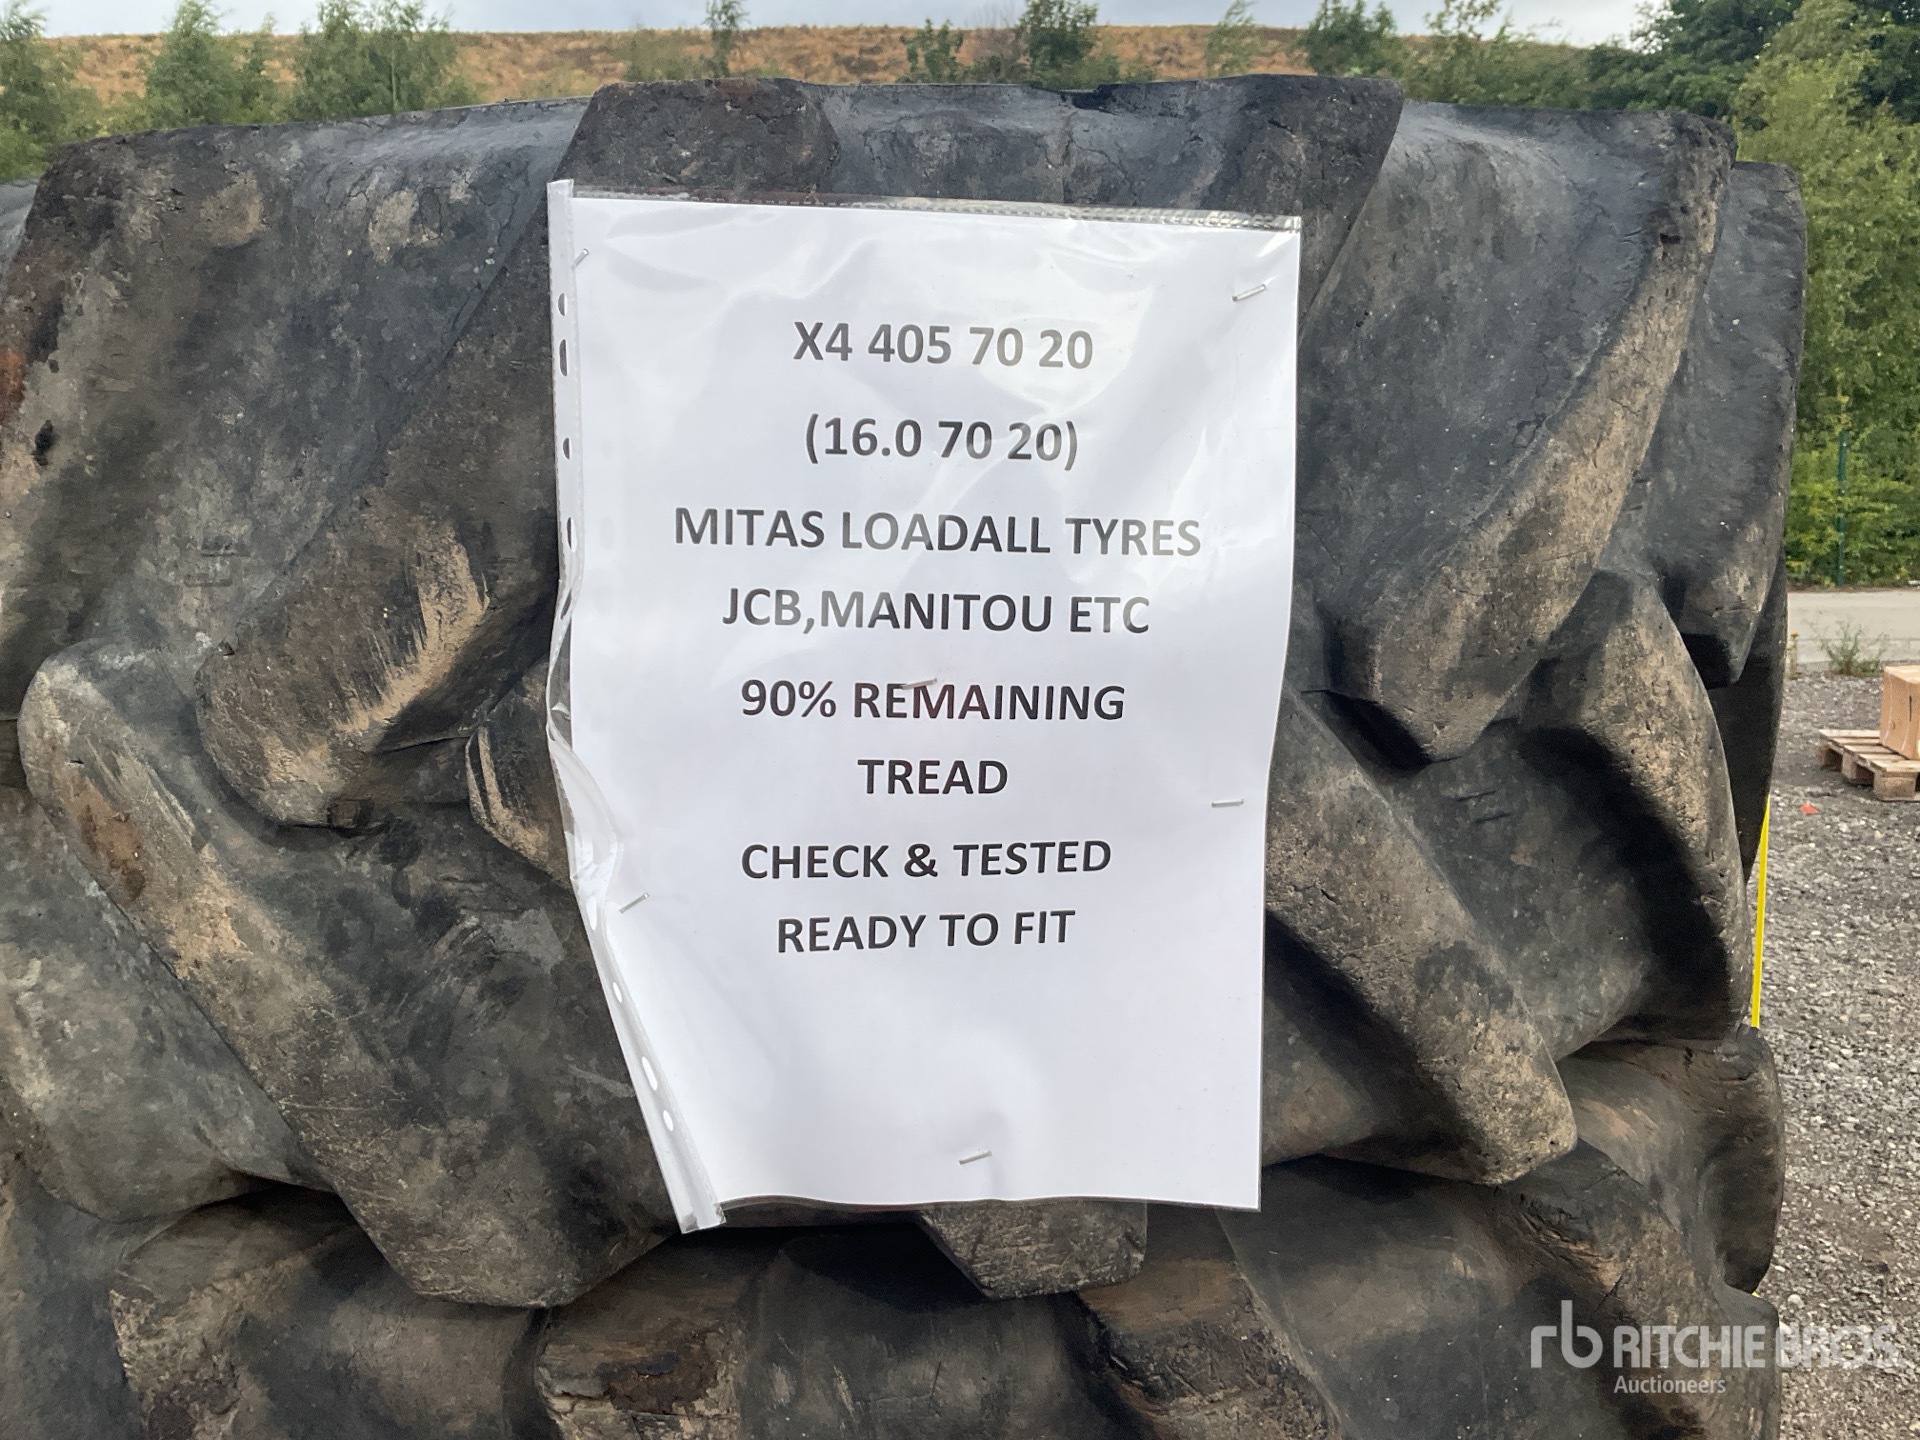 X4 405 70 20
(16.0 70 20)
MITAS LOADALL TYRES
JCB,MANITOU ETC
90% REMAINING
TREAD
CHECK & TESTED
READY TO FIT
rb RITCHIE BROS.
Auctioneers